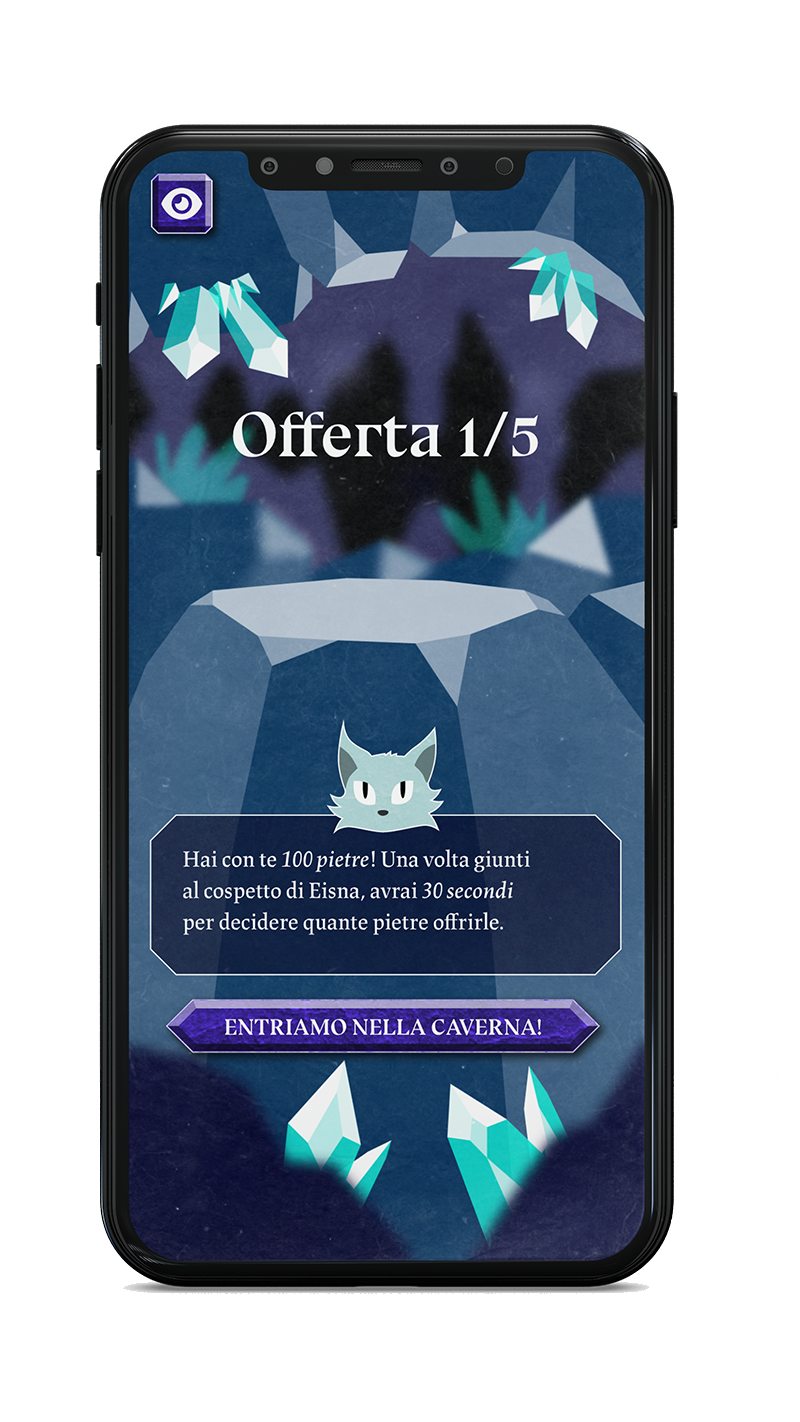 Offerta 1/5
Hai con te 100 pietre! Una volta giunti
al cospetto di Eisna, avrai 30 secondi
per decidere quante pietre offrirle.
ENTRIAMO NELLA CAVERNA!